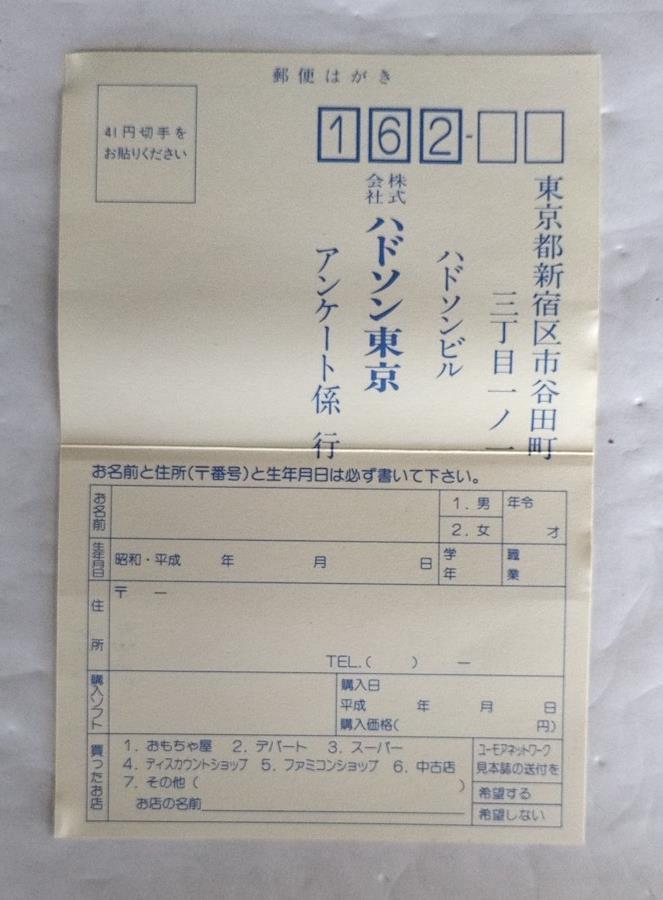 郵便はがき
41円切手を
お貼りください
162-
東京都新宿区市谷田町
三丁目一ノ一
ハドソンビル
株式会社 ハドソン東京
アンケート係 行
お名前と住所(〒番号)と生年月日は必ず書いて下さい。
お名前
1. 男
2. 女
年令
才
生年月日
昭和・平成 年 月 日
学年
職業
住所
〒 −
TEL.( ) −
購入ソフト
購入日
平成 年 月 日
購入価格( 円)
買ったお店
1. おもちゃ屋 2. デパート 3. スーパー
4. ディスカウントショップ 5. ファミコンショップ 6. 中古店
7. その他( )
お店の名前
ユーモアネットワーク
見本誌の送付を
希望する
希望しない